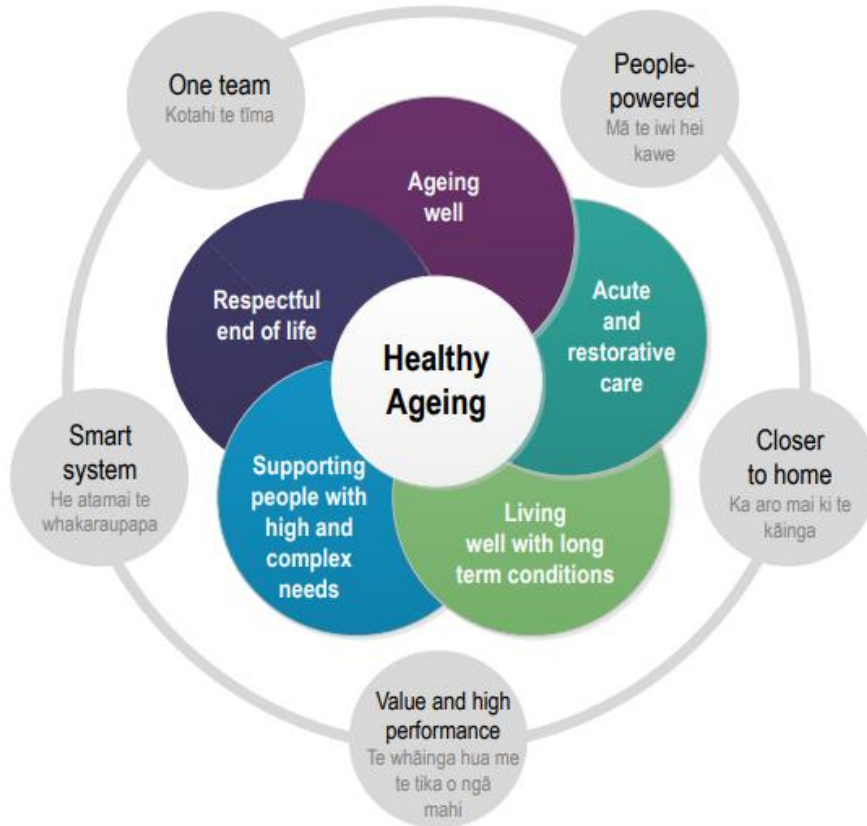 One team
Kotahi te tīma
People-
powered
Mā te iwi hei
kawe
Ageing
well
Respectful
end of life
Acute
and
restorative
care
Healthy
Ageing
Smart
system
He atamai te
whakaraupapa
Supporting
people with
high and
complex
needs
Living
well with long
term conditions
Closer
to home
Ka aro mai ki te
kāinga
Value and high
performance
Te whāinga hua me
te tika o ngā
mahi